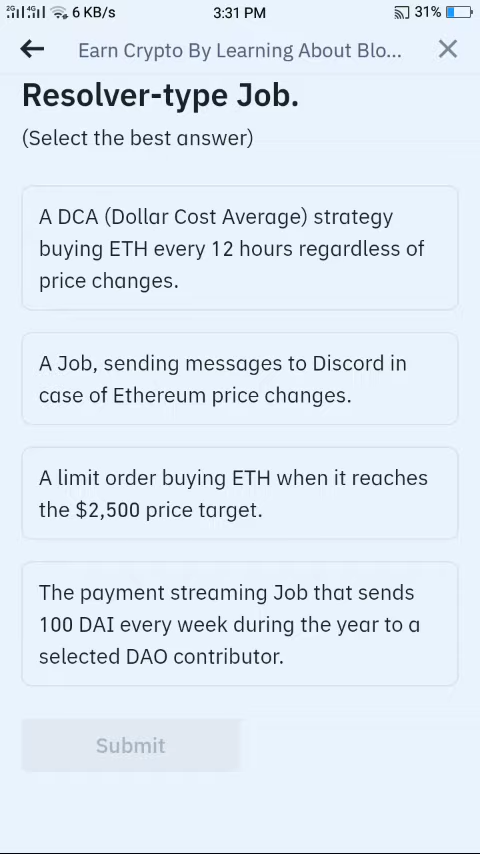 2G 4G 6 KB/s 3:31 PM 31%
Earn Crypto By Learning About Blo...
Resolver-type Job.
(Select the best answer)
A DCA (Dollar Cost Average) strategy
buying ETH every 12 hours regardless of
price changes.
A Job, sending messages to Discord in
case of Ethereum price changes.
A limit order buying ETH when it reaches
the $2,500 price target.
The payment streaming Job that sends
100 DAI every week during the year to a
selected DAO contributor.
Submit